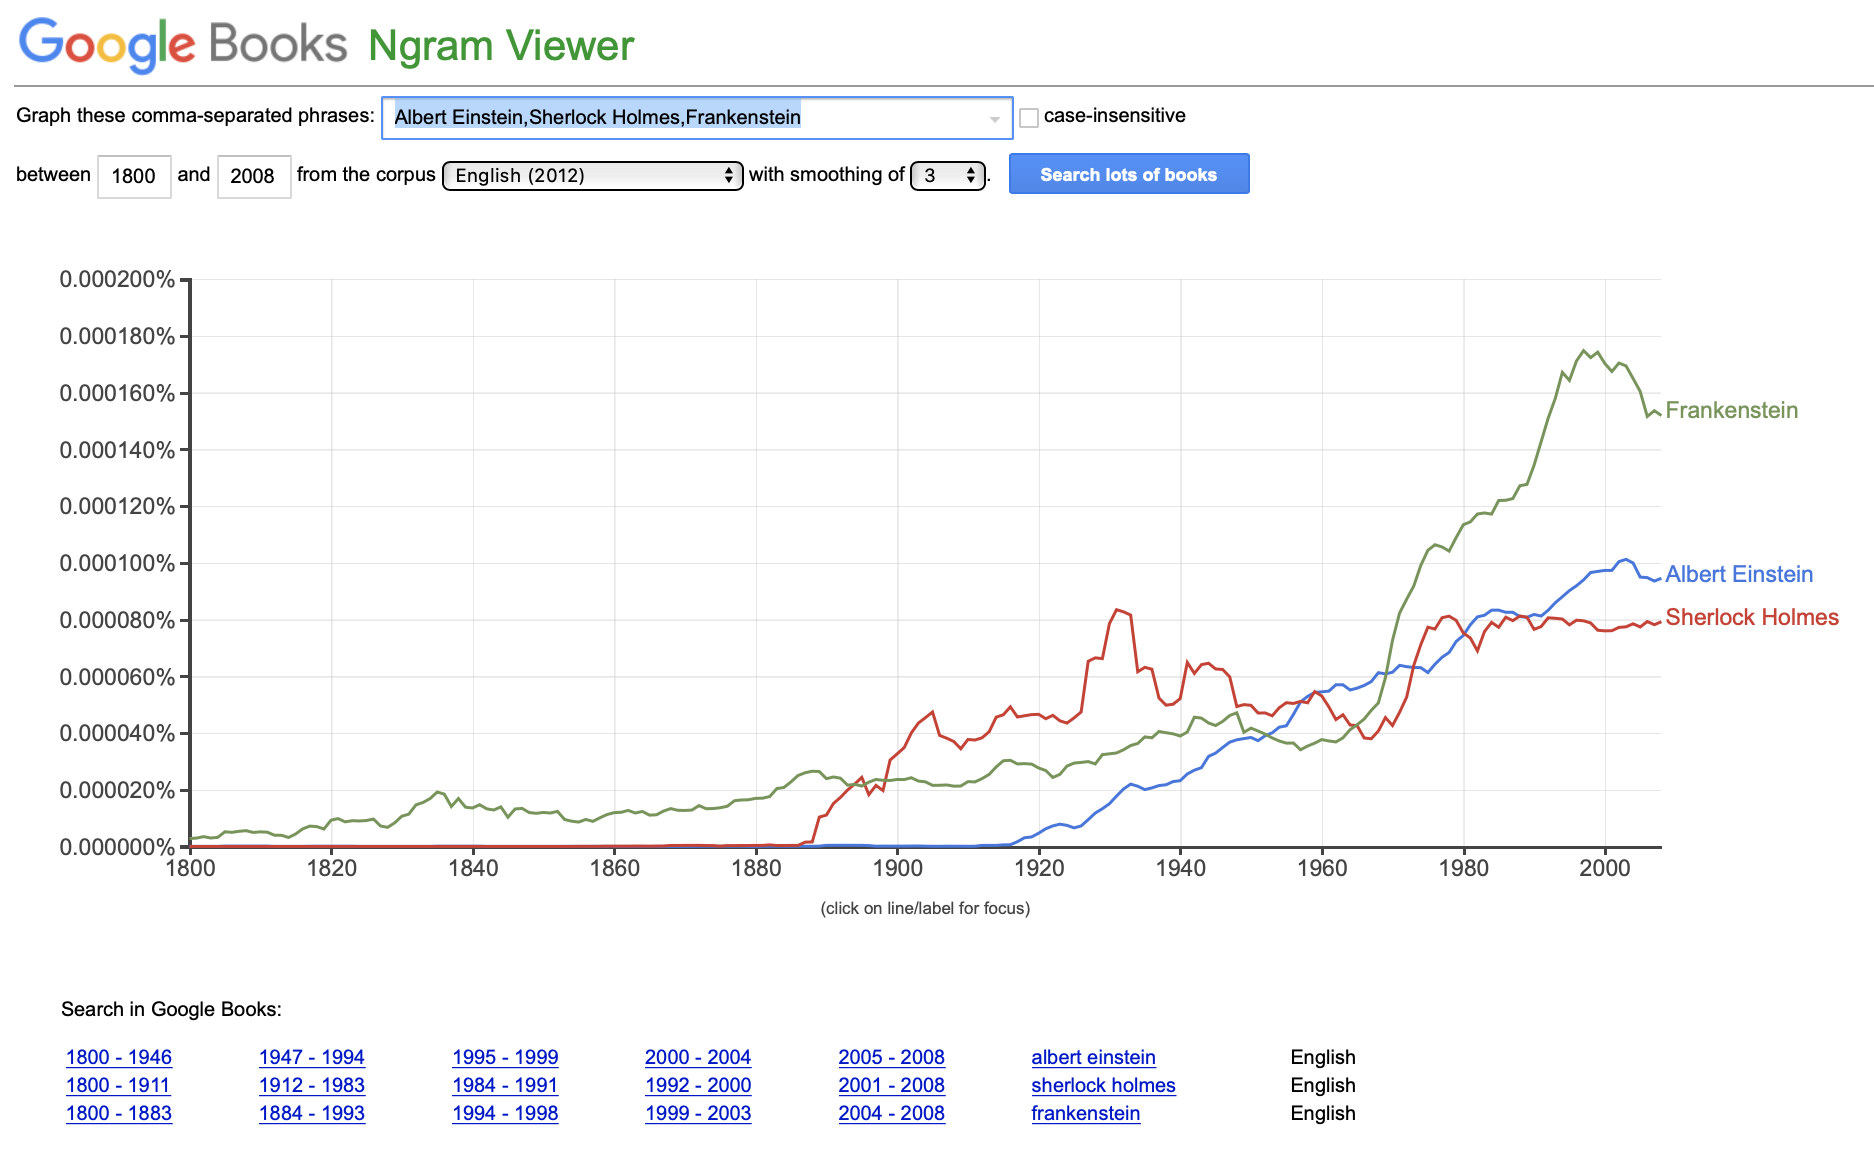 Google Books Ngram Viewer
Graph these comma-separated phrases: Albert Einstein,Sherlock Holmes,Frankenstein case-insensitive
between 1800 and 2008 from the corpus English (2012) with smoothing of 3 . Search lots of books
0.000200%
0.000180%
0.000160%
0.000140%
0.000120%
0.000100%
0.000080%
0.000060%
0.000040%
0.000020%
0.000000%
Frankenstein
Albert Einstein
Sherlock Holmes
1800 1820 1840 1860 1880 1900 1920 1940 1960 1980 2000
(click on line/label for focus)
Search in Google Books:
1800 - 1946 1947 - 1994 1995 - 1999 2000 - 2004 2005 - 2008 albert einstein English
1800 - 1911 1912 - 1983 1984 - 1991 1992 - 2000 2001 - 2008 sherlock holmes English
1800 - 1883 1884 - 1993 1994 - 1998 1999 - 2003 2004 - 2008 frankenstein English